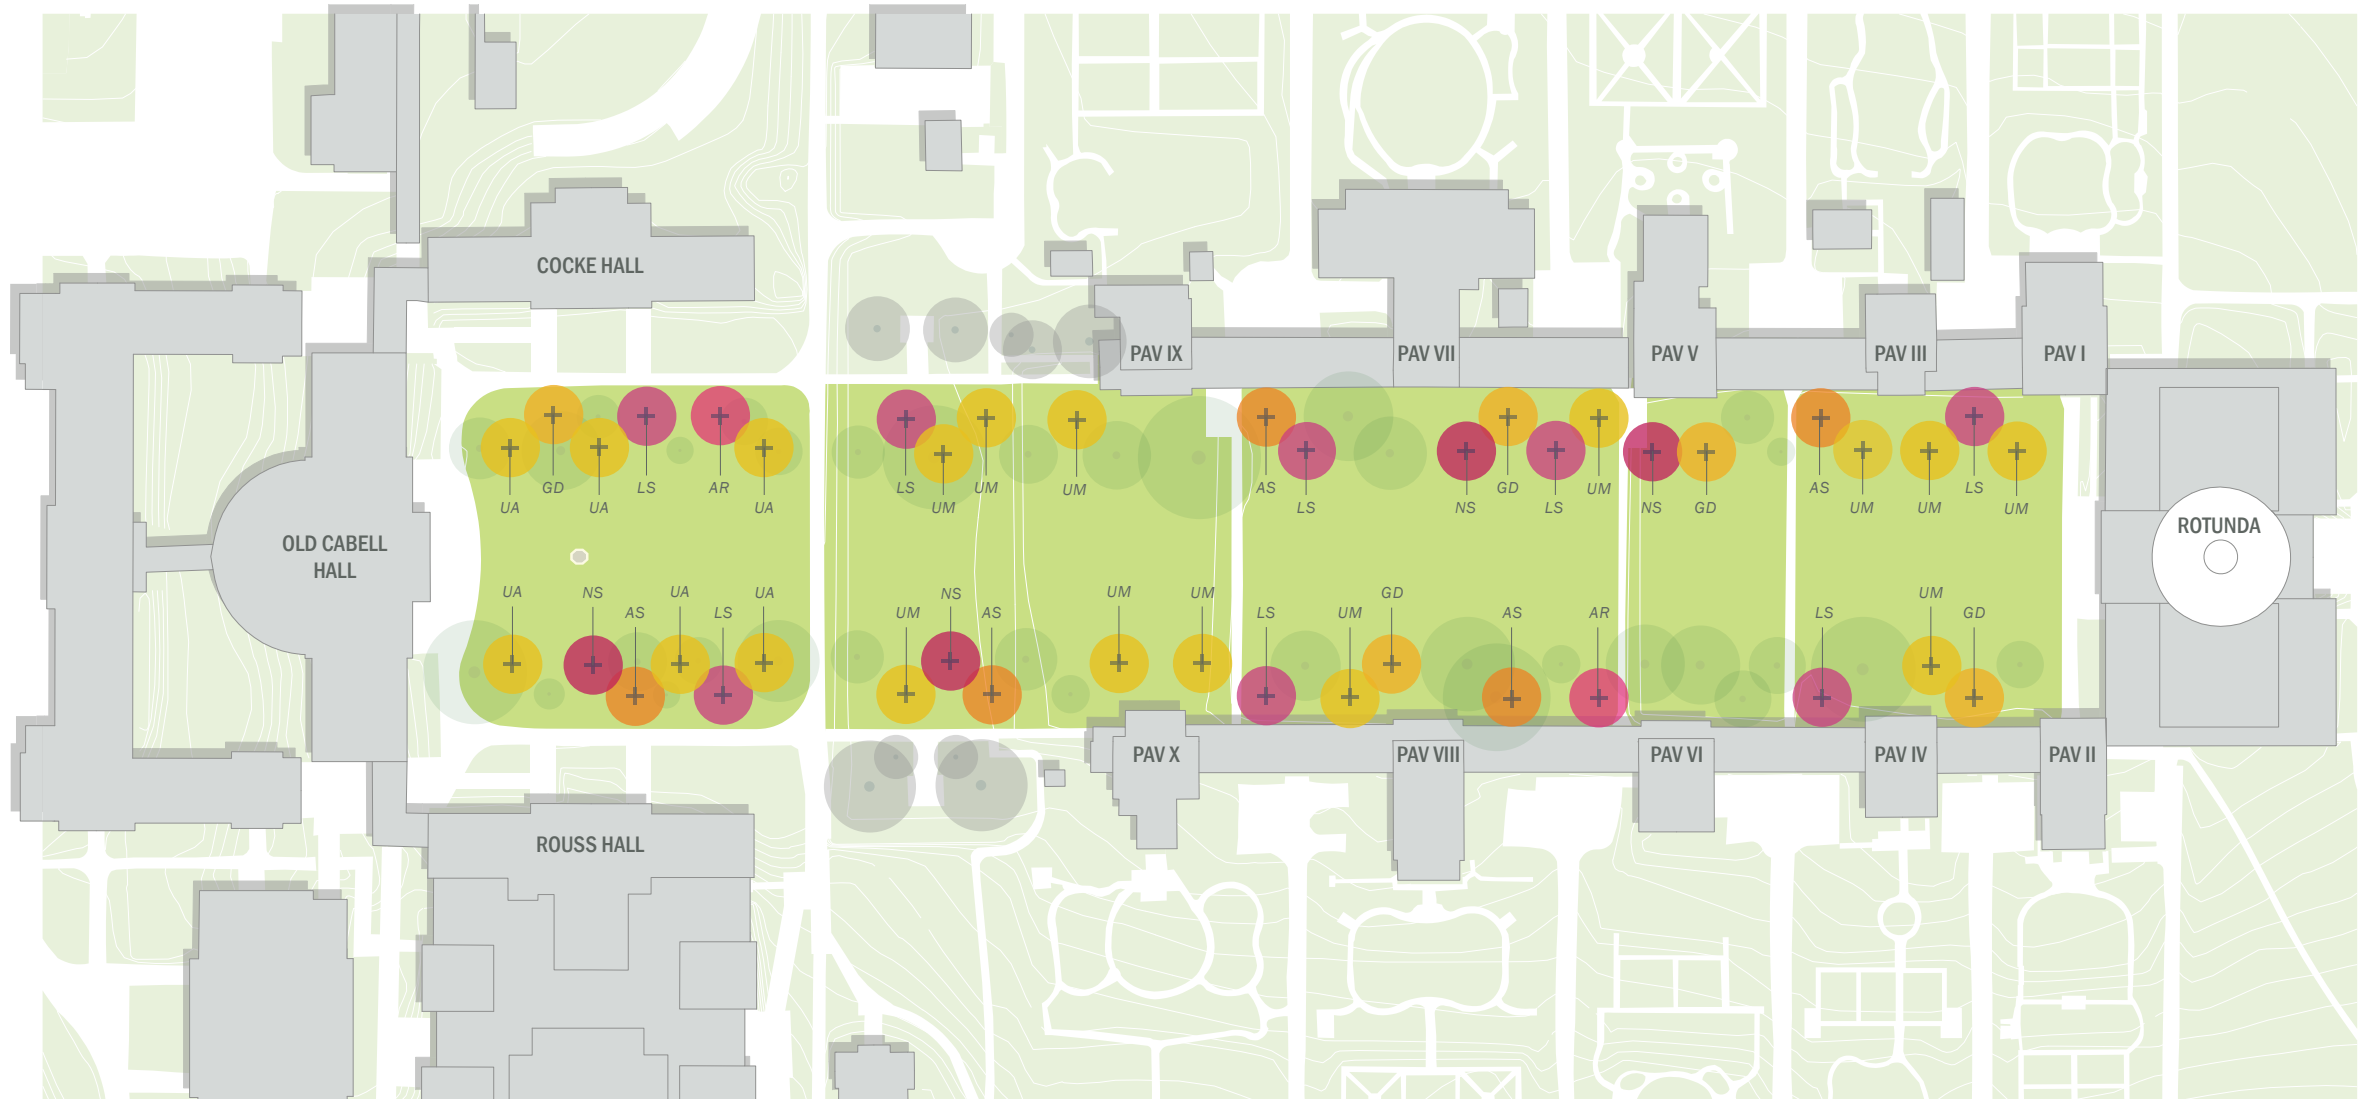 COCKE HALL
PAV IX
PAV VII
PAV V
PAV III
PAV I
GD
LS
AR
LS
UM
UM
AS
GD
UM
AS
LS
UA
UA
UA
UM
LS
NS
LS
NS
GD
UM
UM
UM
OLD CABELL
HALL
ROTUNDA
UA
NS
UA
UA
NS
UM
UM
GD
UM
AS
LS
UM
AS
LS
UM
AS
AR
LS
GD
PAV X
PAV VIII
PAV VI
PAV IV
PAV II
ROUSS HALL